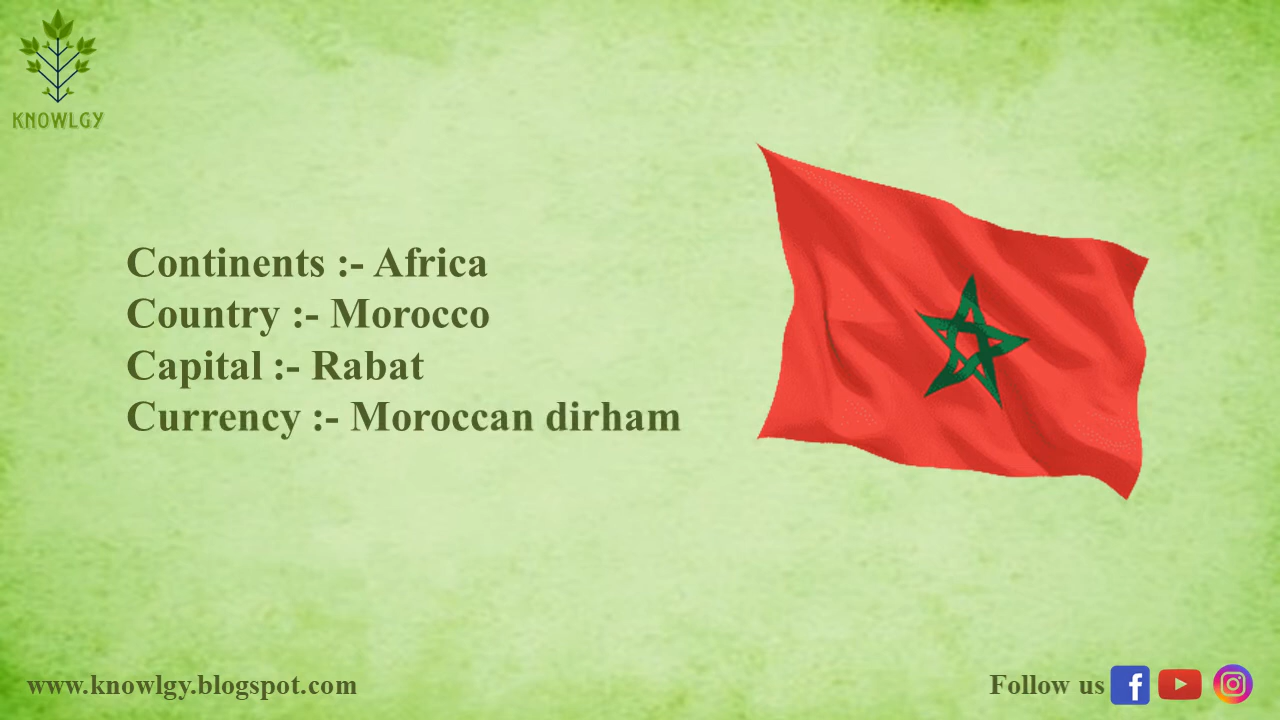 KNOWLGY
Continents :- Africa
Country :- Morocco
Capital :- Rabat
Currency :- Moroccan dirham
www.knowlgy.blogspot.com
Follow us